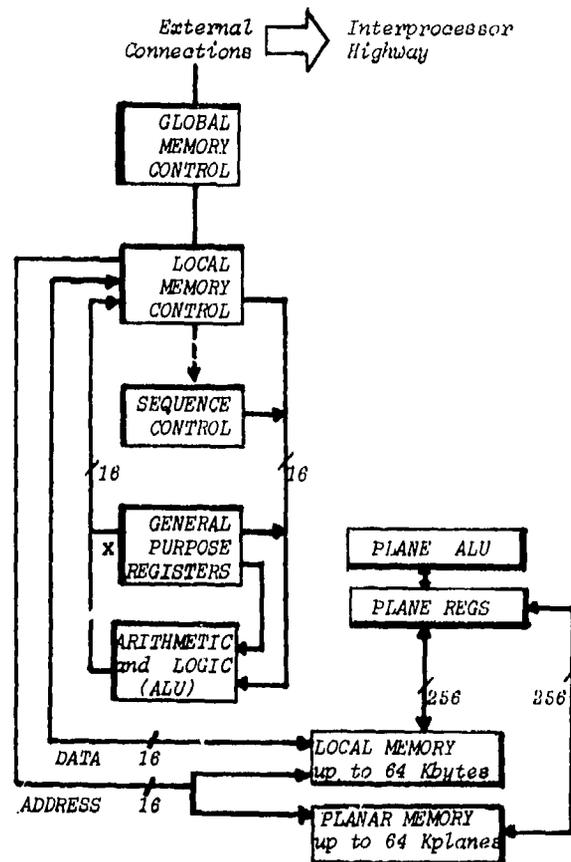 External
Connections
Interprocessor
Highway
GLOBAL
MEMORY
CONTROL
LOCAL
MEMORY
CONTROL
SEQUENCE
CONTROL
16
16
X
GENERAL
PURPOSE
REGISTERS
PLANE ALU
PLANE REGS
ARITHMETIC
and LOGIC
(ALU)
256
256
DATA
16
LOCAL MEMORY
up to 64 Kbytes
ADDRESS
16
PLANAR MEMORY
up to 64 Kplanes